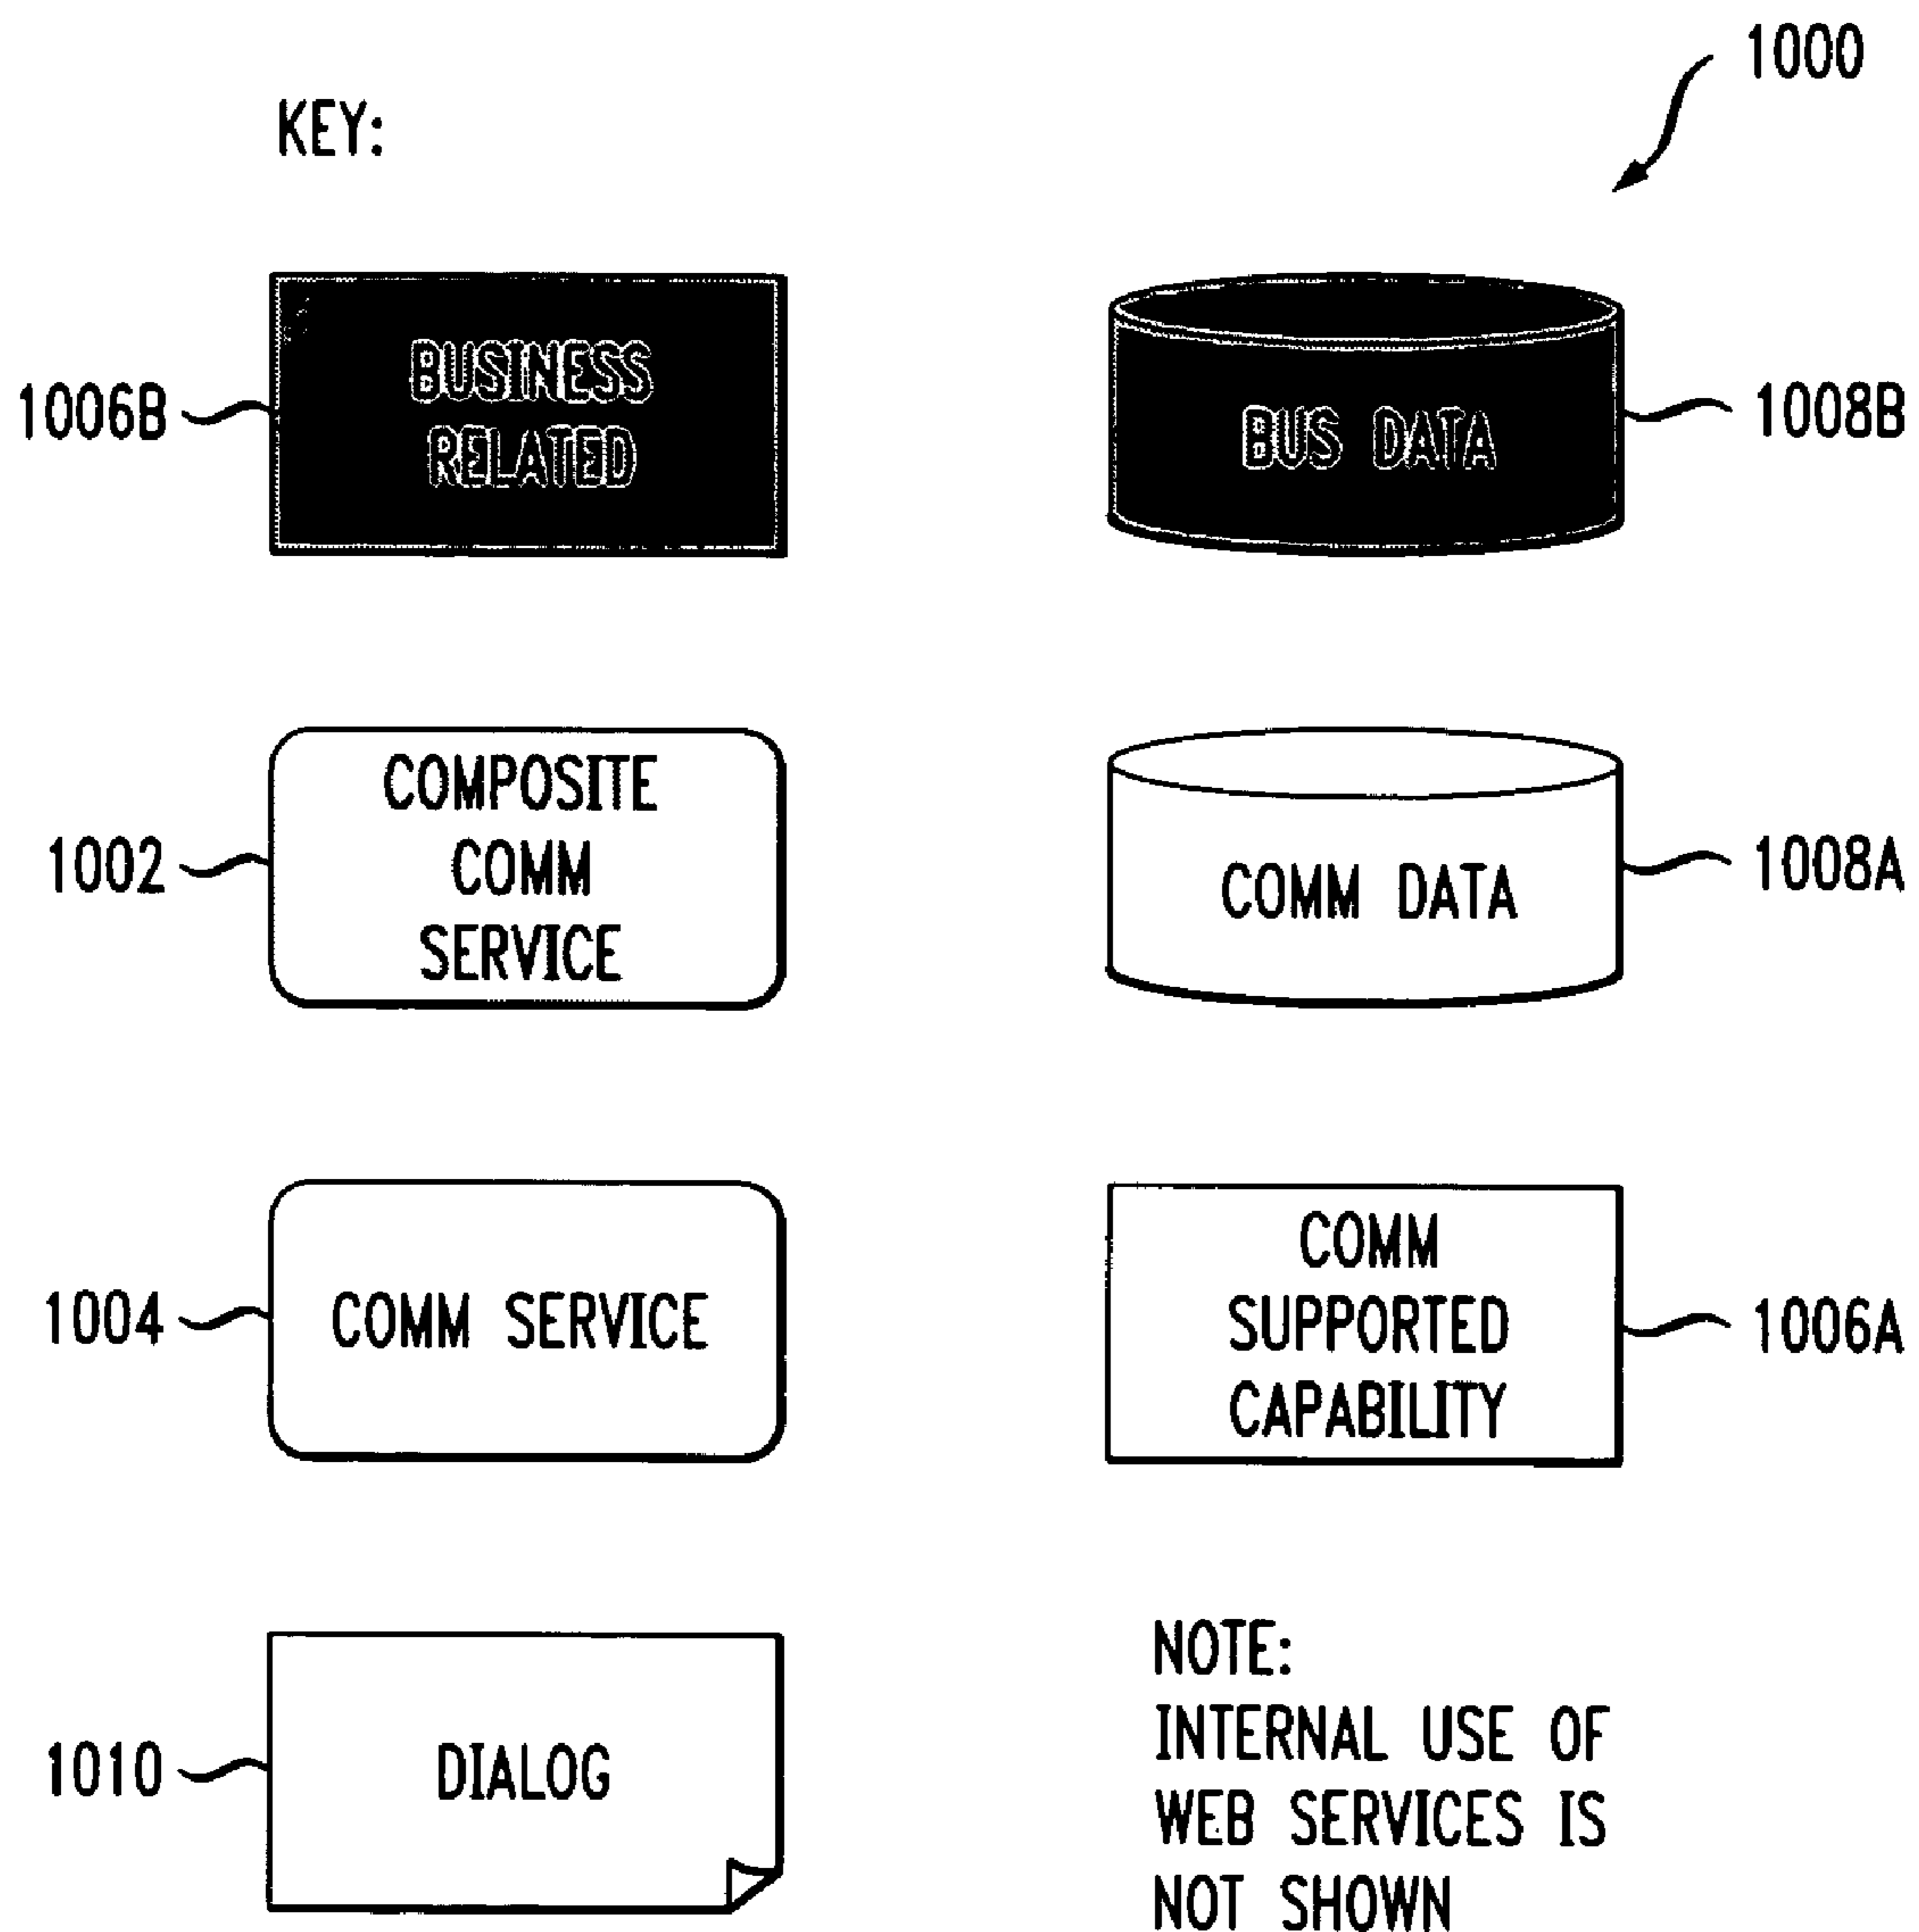 1000
KEY:
1006B
BUSINESS
RELATED
BUS DATA
1008B
1002
COMPOSITE
COMM
SERVICE
COMM DATA
1008A
1004
COMM SERVICE
COMM
SUPPORTED
CAPABILITY
1006A
1010
DIALOG
NOTE:
INTERNAL USE OF
WEB SERVICES IS
NOT SHOWN